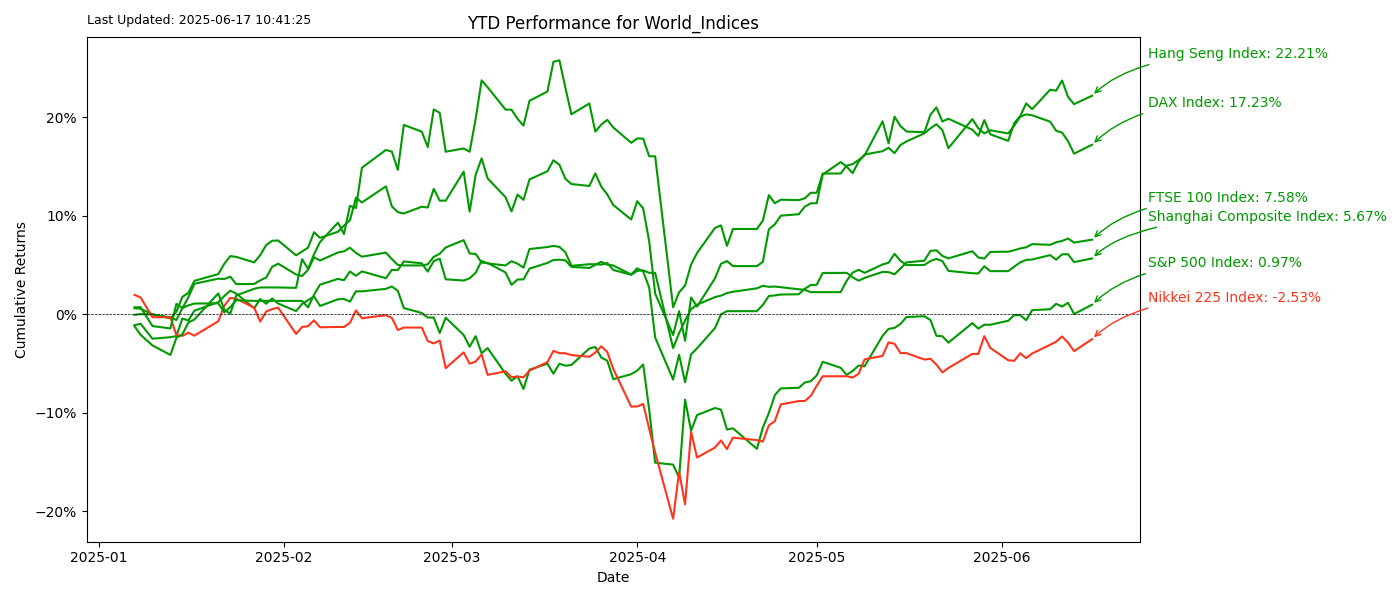 Last Updated: 2025-06-17 10:41:25
YTD Performance for World_Indices
Hang Seng Index: 22.21%
DAX Index: 17.23%
FTSE 100 Index: 7.58%
Shanghai Composite Index: 5.67%
S&P 500 Index: 0.97%
Nikkei 225 Index: -2.53%
Cumulative Returns
20%
10%
0%
−10%
−20%
2025-01
2025-02
2025-03
2025-04
2025-05
2025-06
Date